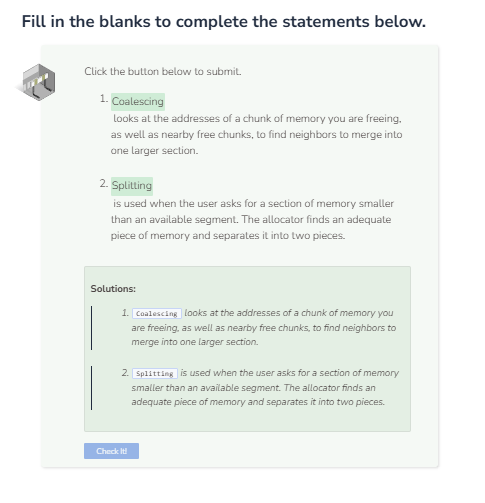 Fill in the blanks to complete the statements below.
Click the button below to submit.
1. Coalescing
looks at the addresses of a chunk of memory you are freeing,
as well as nearby free chunks, to find neighbors to merge into
one larger section.
2. Splitting
is used when the user asks for a section of memory smaller
than an available segment. The allocator finds an adequate
piece of memory and separates it into two pieces.
Solutions:
1. Coalescing looks at the addresses of a chunk of memory you
are freeing, as well as nearby free chunks, to find neighbors to
merge into one larger section.
2. Splitting is used when the user asks for a section of memory
smaller than an available segment. The allocator finds an
adequate piece of memory and separates it into two pieces.
Check It!